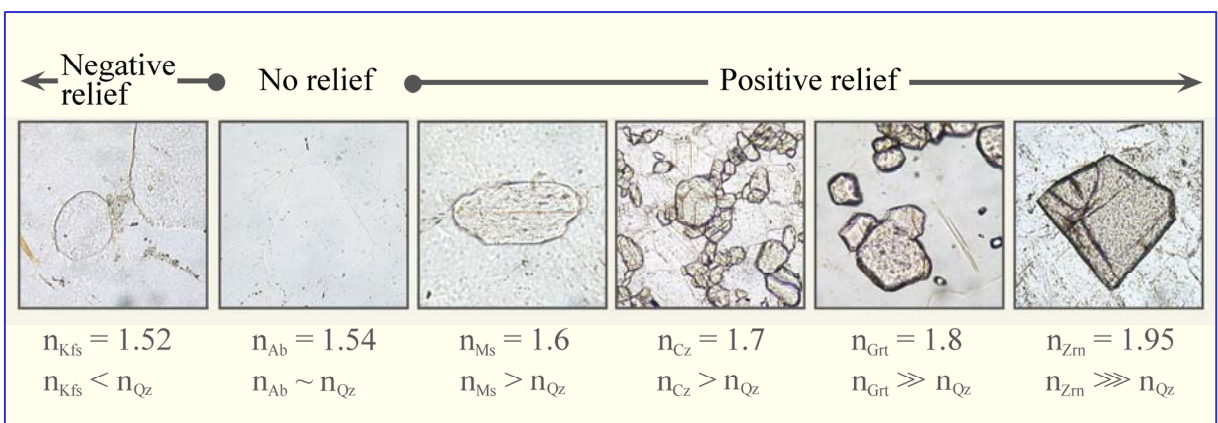 Negative
relief
No relief
Positive relief
nKfs = 1.52
nAb = 1.54
nMs = 1.6
nCz = 1.7
nGrt = 1.8
nZrn = 1.95
nKfs < nQz
nAb ~ nQz
nMs > nQz
nCz > nQz
nGrt ≫ nQz
nZrn ⋙ nQz